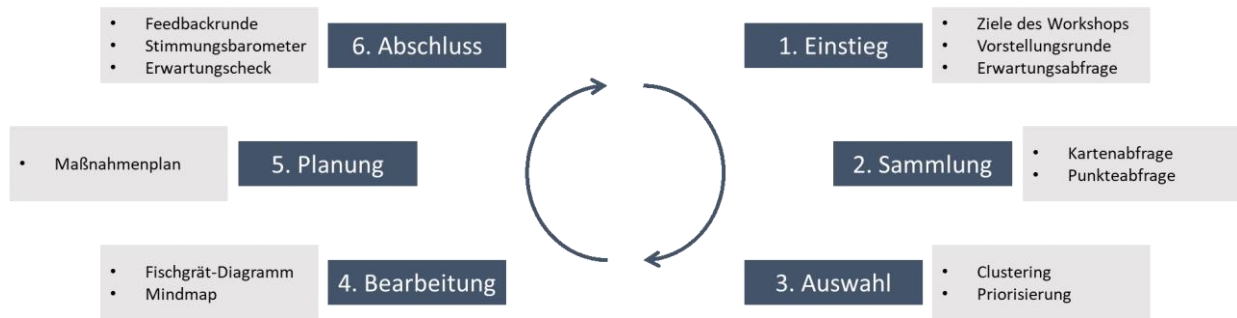 1. Einstieg
• Ziele des Workshops
• Vorstellungsrunde
• Erwartungsabfrage
2. Sammlung
• Kartenabfrage
• Punkteabfrage
3. Auswahl
• Clustering
• Priorisierung
4. Bearbeitung
• Fischgrät-Diagramm
• Mindmap
5. Planung
• Maßnahmenplan
6. Abschluss
• Feedbackrunde
• Stimmungsbarometer
• Erwartungscheck